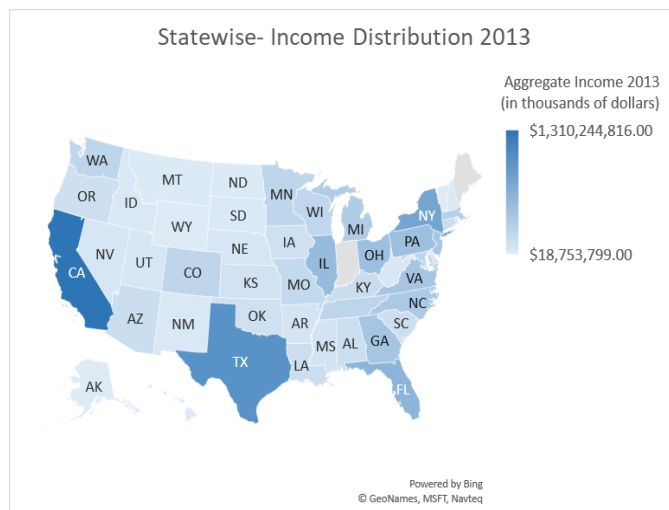 Statewise- Income Distribution 2013
Aggregate Income 2013
(in thousands of dollars)
$1,310,244,816.00
$18,753,799.00
WA
MT
ND
MN
OR
ID
SD
WI
MI
NY
WY
IA
PA
NE
NV
IL
OH
UT
CA
CO
KS
MO
KY
VA
AZ
NM
OK
AR
NC
SC
MS
AL
GA
TX
LA
FL
AK
Powered by Bing
© GeoNames, MSFT, Navteq